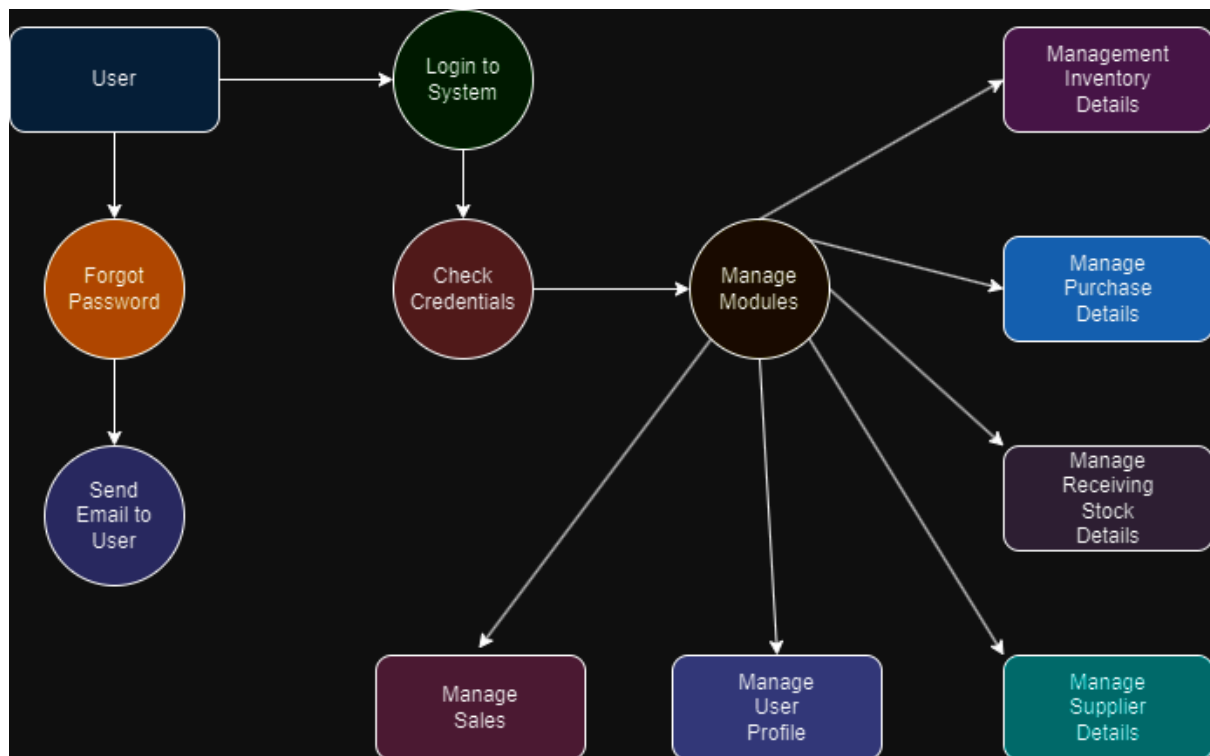 User
Login to
System
Management
Inventory
Details
Forgot
Password
Check
Credentials
Manage
Modules
Manage
Purchase
Details
Send
Email to
User
Manage
Receiving
Stock
Details
Manage
Sales
Manage
User
Profile
Manage
Supplier
Details